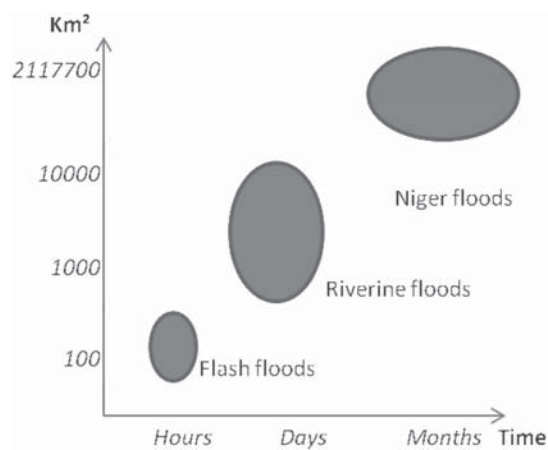 Km²
2117700
10000
Niger floods
1000
Riverine floods
100
Flash floods
Hours Days Months Time